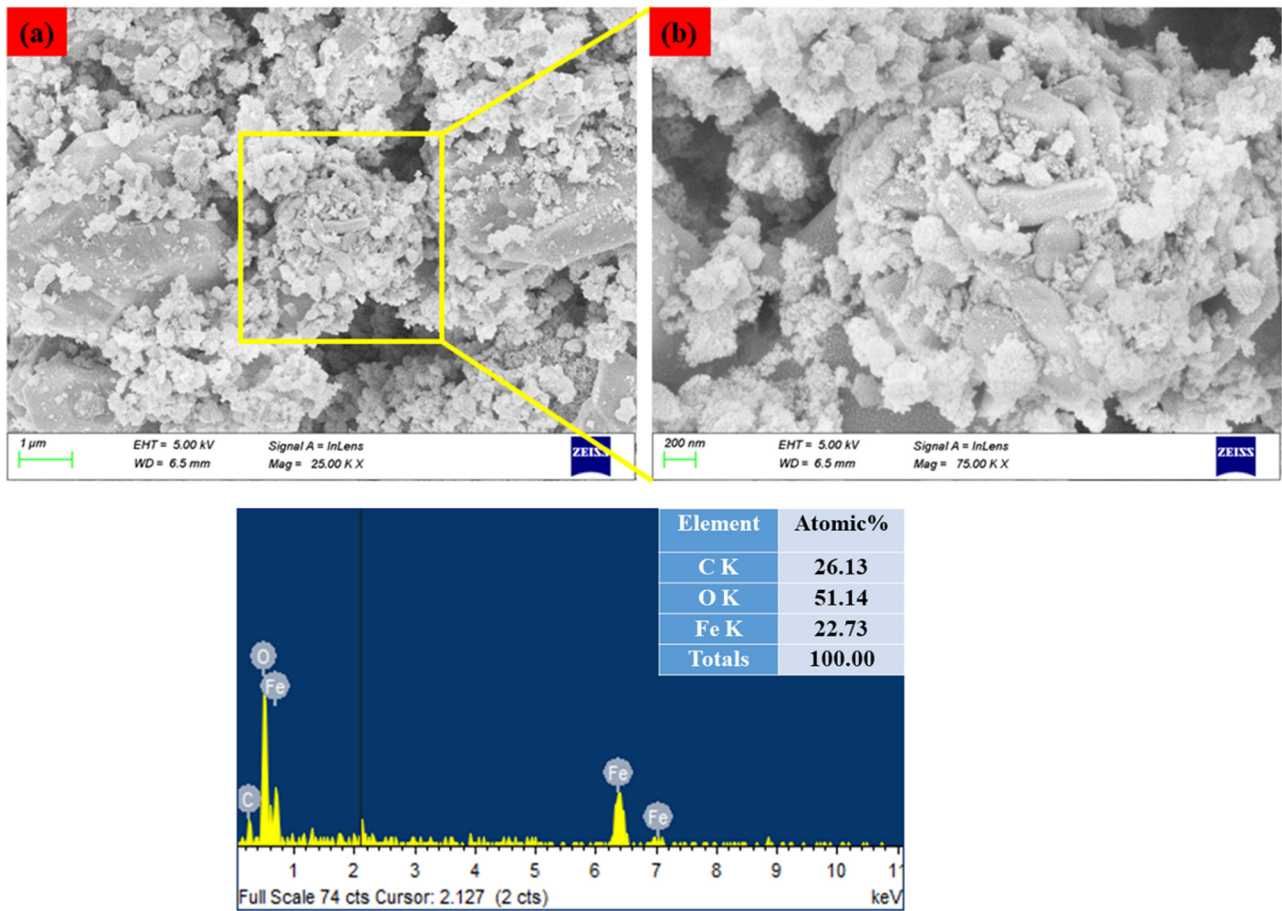 (a)
(b)
1 µm
EHT = 5.00 kV
Signal A = InLens
WD = 6.5 mm
Mag = 25.00 K X
ZEISS
200 nm
EHT = 5.00 kV
Signal A = InLens
WD = 6.5 mm
Mag = 75.00 K X
ZEISS
Element Atomic%
C K 26.13
O K 51.14
Fe K 22.73
Totals 100.00
O
Fe
C
Fe
Fe
1 2 3 4 5 6 7 8 9 10 11
Full Scale 74 cts Cursor: 2.127 (2 cts) keV